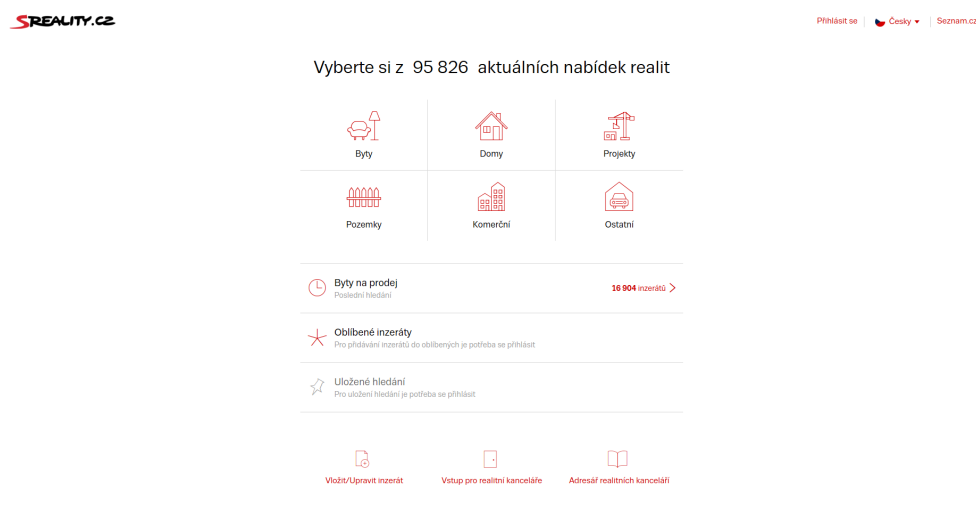 SREALITY.CZ
Přihlásit se
Česky
Seznam.cz
Vyberte si z 95 826 aktuálních nabídek realit
Byty
Domy
Projekty
Pozemky
Komerční
Ostatní
Byty na prodej
Poslední hledání
16 904 inzerátů
Oblíbené inzeráty
Pro přidávání inzerátů do oblíbených je potřeba se přihlásit
Uložené hledání
Pro uložení hledání je potřeba se přihlásit
Vložit/Upravit inzerát
Vstup pro realitní kanceláře
Adresář realitních kanceláří